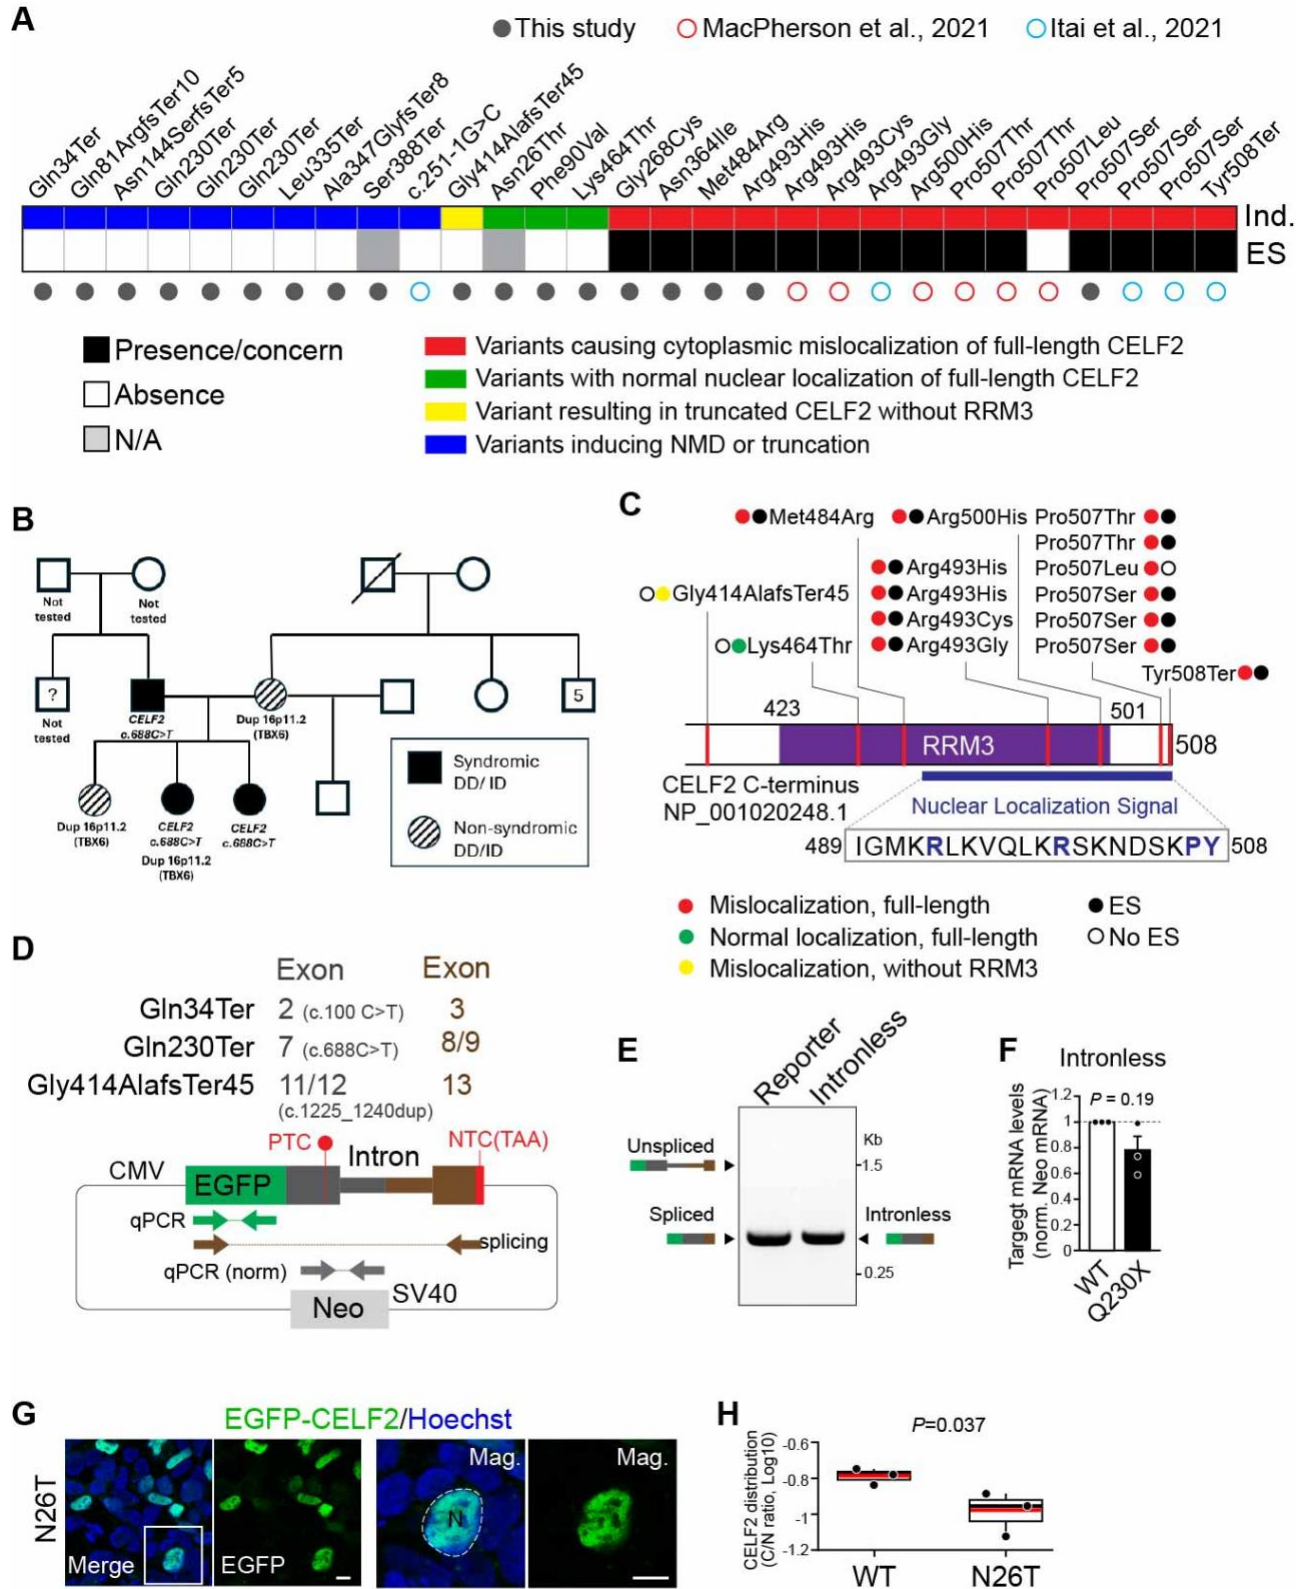 A
This study
MacPherson et al., 2021
Itai et al., 2021
Gln34Ter
Gln81ArgfsTer10
Asn144SerfsTer5
Gln230Ter
Gln230Ter
Gln230Ter
Leu335Ter
Ala347GlyfsTer8
Ser388Ter
c.251-1G>C
Gly414AlafsTer45
Asn26Thr
Phe90Val
Lys464Thr
Gly268Cys
Asn364Ile
Met484Arg
Arg493His
Arg493His
Arg493Cys
Arg493Gly
Arg500His
Pro507Thr
Pro507Thr
Pro507Leu
Pro507Ser
Pro507Ser
Pro507Ser
Tyr508Ter
Ind.
ES
Presence/concern
Absence
N/A
Variants causing cytoplasmic mislocalization of full-length CELF2
Variants with normal nuclear localization of full-length CELF2
Variant resulting in truncated CELF2 without RRM3
Variants inducing NMD or truncation
B
Not
tested
Not
tested
?
Not
tested
CELF2
c.688C>T
Dup 16p11.2
(TBX6)
5
Dup 16p11.2
(TBX6)
CELF2
c.688C>T
Dup 16p11.2
(TBX6)
CELF2
c.688C>T
Syndromic
DD/ ID
Non-syndromic
DD/ID
C
Met484Arg
Arg500His
Pro507Thr
Pro507Thr
Arg493His
Pro507Leu
Gly414AlafsTer45
Arg493His
Pro507Ser
Arg493Cys
Pro507Ser
Lys464Thr
Arg493Gly
Pro507Ser
Tyr508Ter
423
501
RRM3
508
CELF2 C-terminus
NP_001020248.1
Nuclear Localization Signal
489 IGMKRLKVQLKRSKNDSKPY 508
Mislocalization, full-length
Normal localization, full-length
Mislocalization, without RRM3
ES
No ES
D
Exon Exon
Gln34Ter 2 (c.100 C>T) 3
Gln230Ter 7 (c.688C>T) 8/9
Gly414AlafsTer45 11/12 13
(c.1225_1240dup)
PTC
Intron
NTC(TAA)
CMV
EGFP
qPCR
splicing
qPCR (norm)
SV40
Neo
E
Reporter
Intronless
Kb
Unspliced
1.5
Spliced
Intronless
0.25
F
Intronless
Targegt mRNA levels
(norm. Neo mRNA)
1.2
1
0.8
0.6
0.4
0.2
0
P = 0.19
WT
Q230X
G
EGFP-CELF2/Hoechst
N26T
Merge
EGFP
Mag.
N
Mag.
H
P=0.037
CELF2 distribution
(C/N ratio, Log10)
-0.6
-0.8
-1
-1.2
WT
N26T